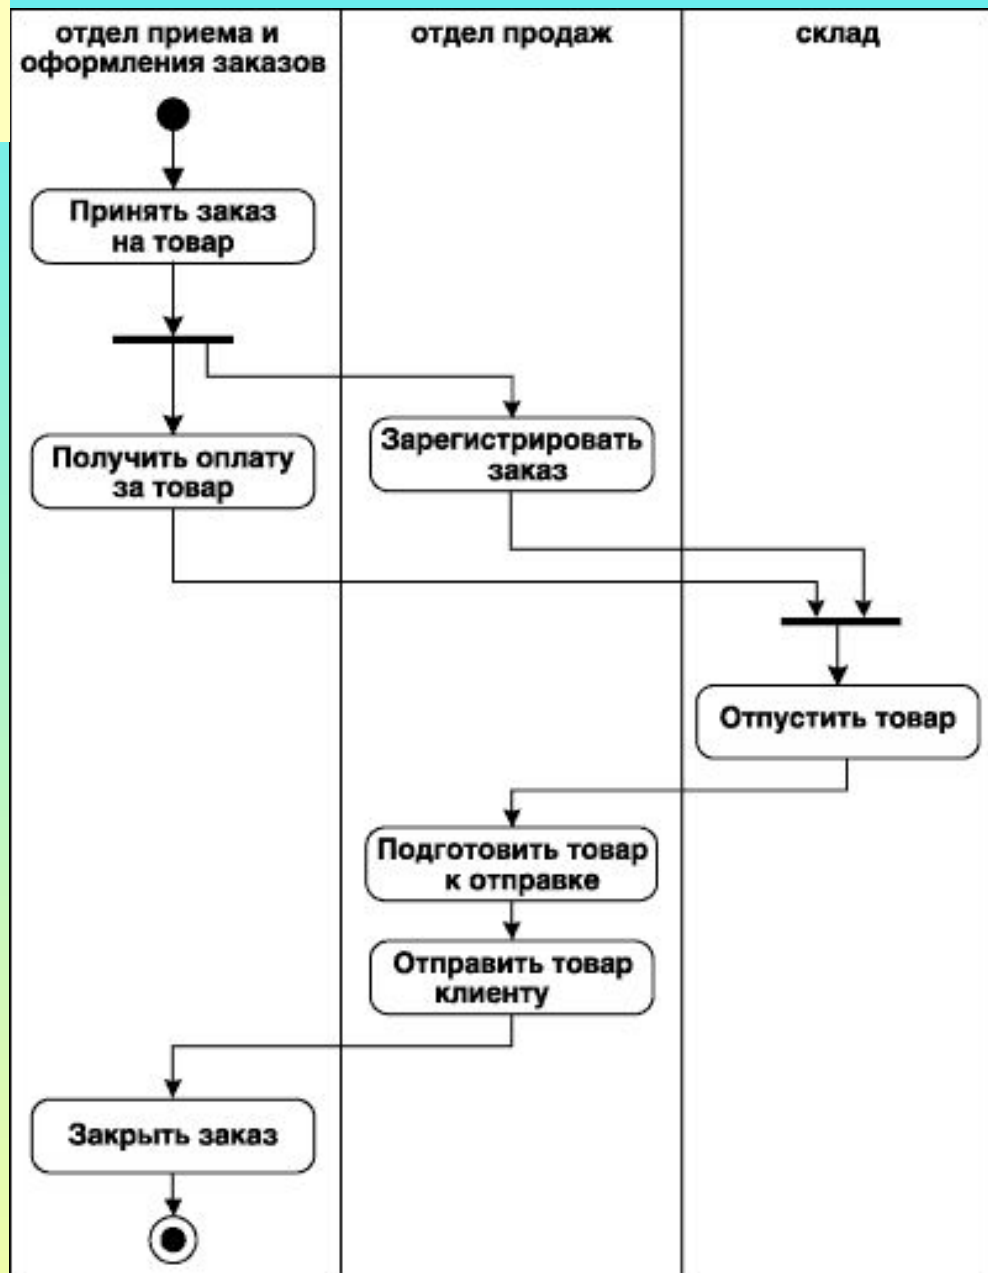 отдел приема и
оформления заказов
отдел продаж
склад
Принять заказ
на товар
Получить оплату
за товар
Зарегистрировать
заказ
Отпустить товар
Подготовить товар
к отправке
Отправить товар
клиенту
Закрыть заказ